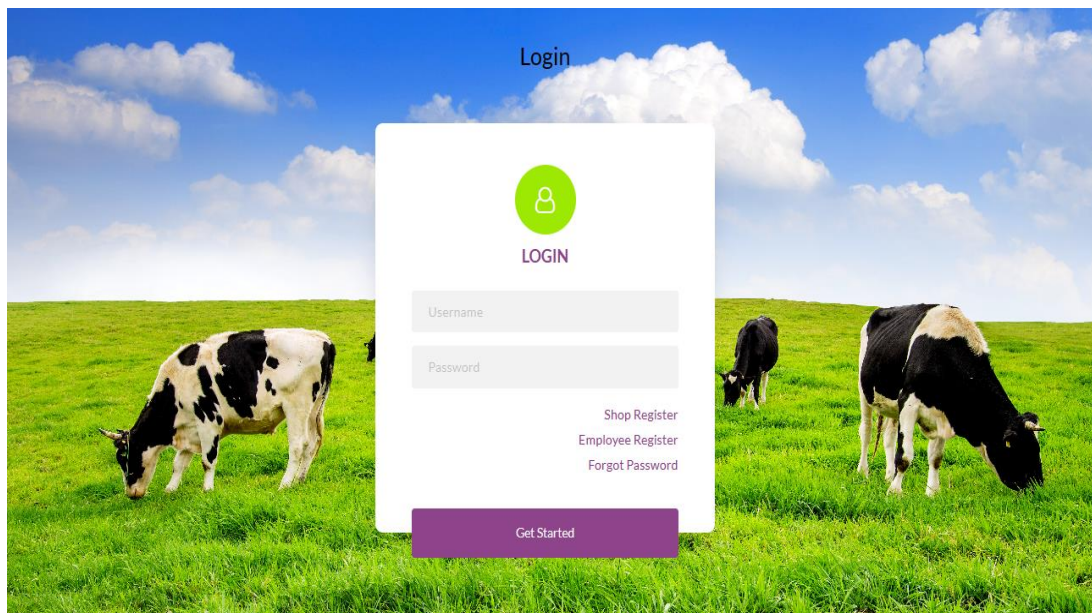 Login
LOGIN
Username
Password
Shop Register
Employee Register
Forgot Password
Get Started